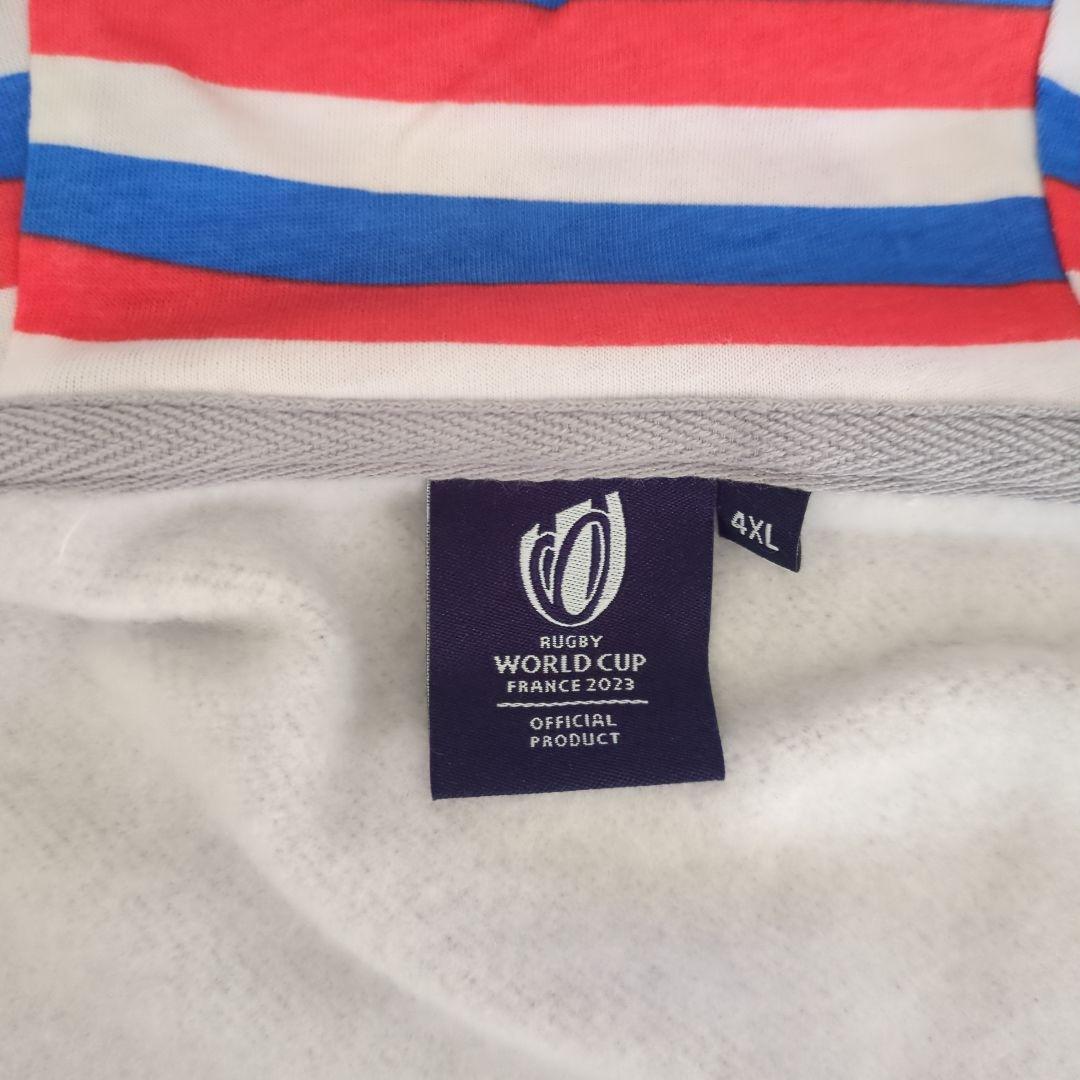 RUGBY
WORLD CUP
FRANCE 2023
OFFICIAL
PRODUCT
4XL